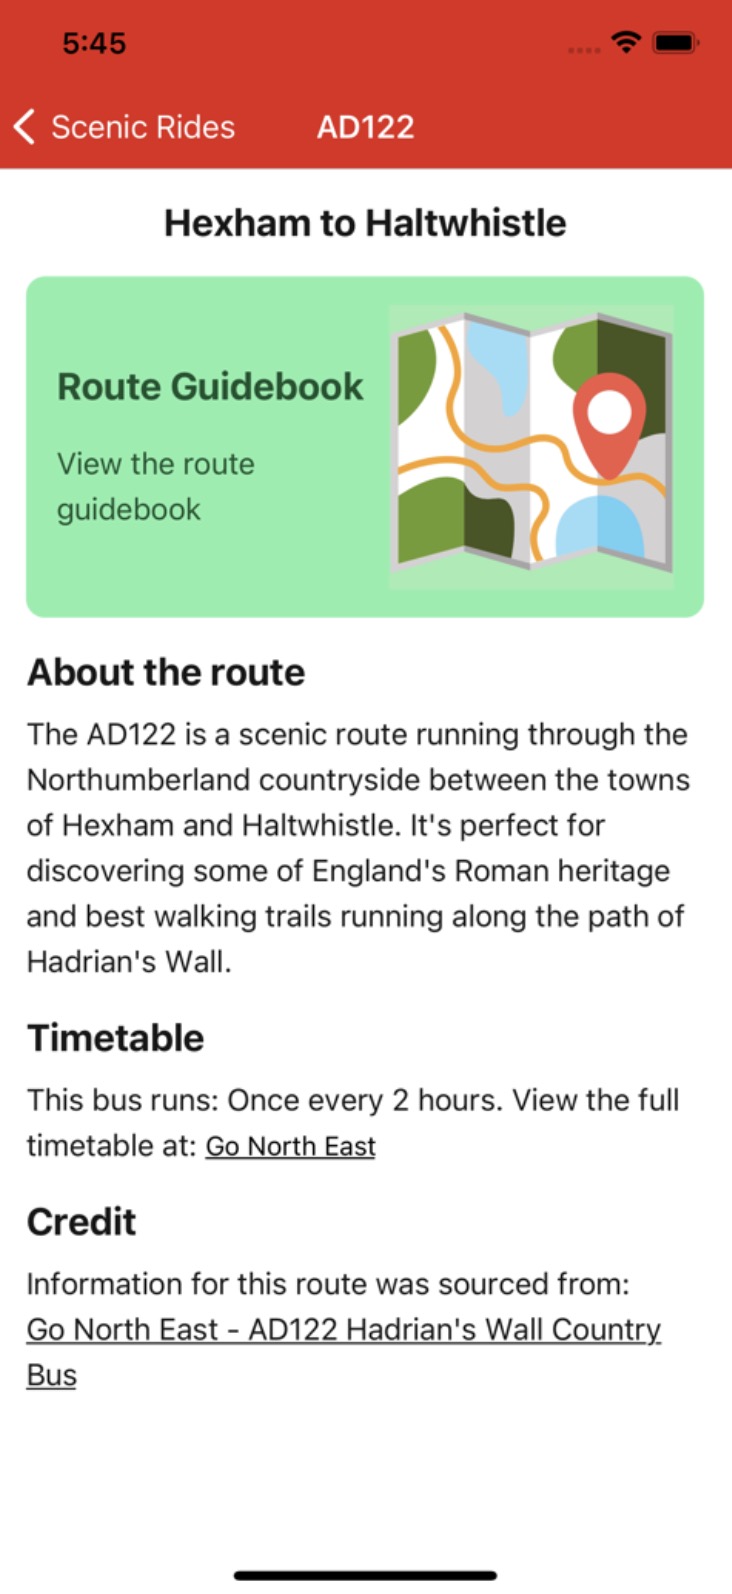 5:45
Scenic Rides
AD122
Hexham to Haltwhistle
Route Guidebook
View the route
guidebook
About the route
The AD122 is a scenic route running through the
Northumberland countryside between the towns
of Hexham and Haltwhistle. It's perfect for
discovering some of England's Roman heritage
and best walking trails running along the path of
Hadrian's Wall.
Timetable
This bus runs: Once every 2 hours. View the full
timetable at: Go North East
Credit
Information for this route was sourced from:
Go North East - AD122 Hadrian's Wall Country
Bus